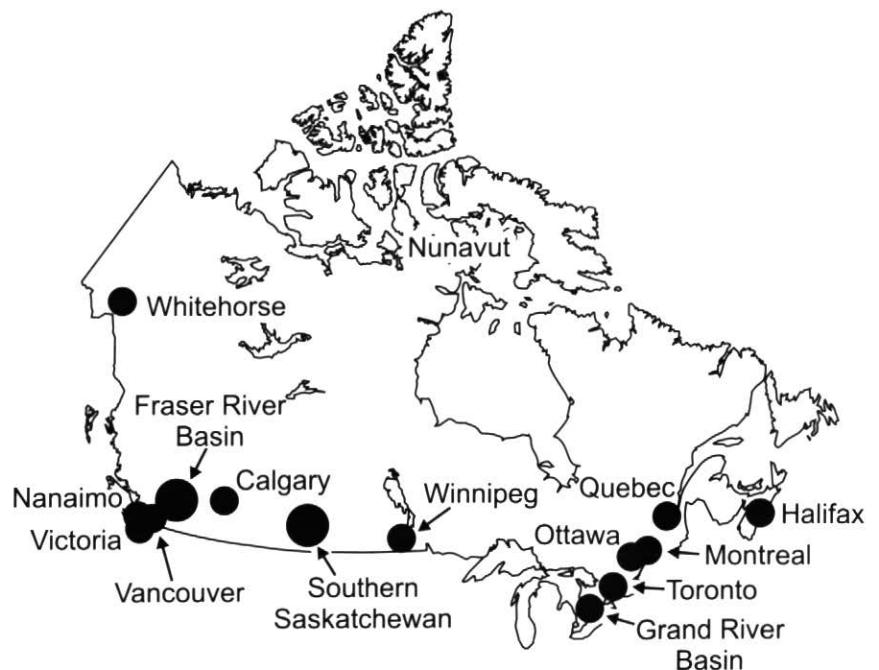 Nunavut
Whitehorse
Fraser River
Basin
Calgary
Nanaimo
Victoria
Vancouver
Winnipeg
Southern
Saskatchewan
Quebec
Halifax
Ottawa
Montreal
Toronto
Grand River
Basin